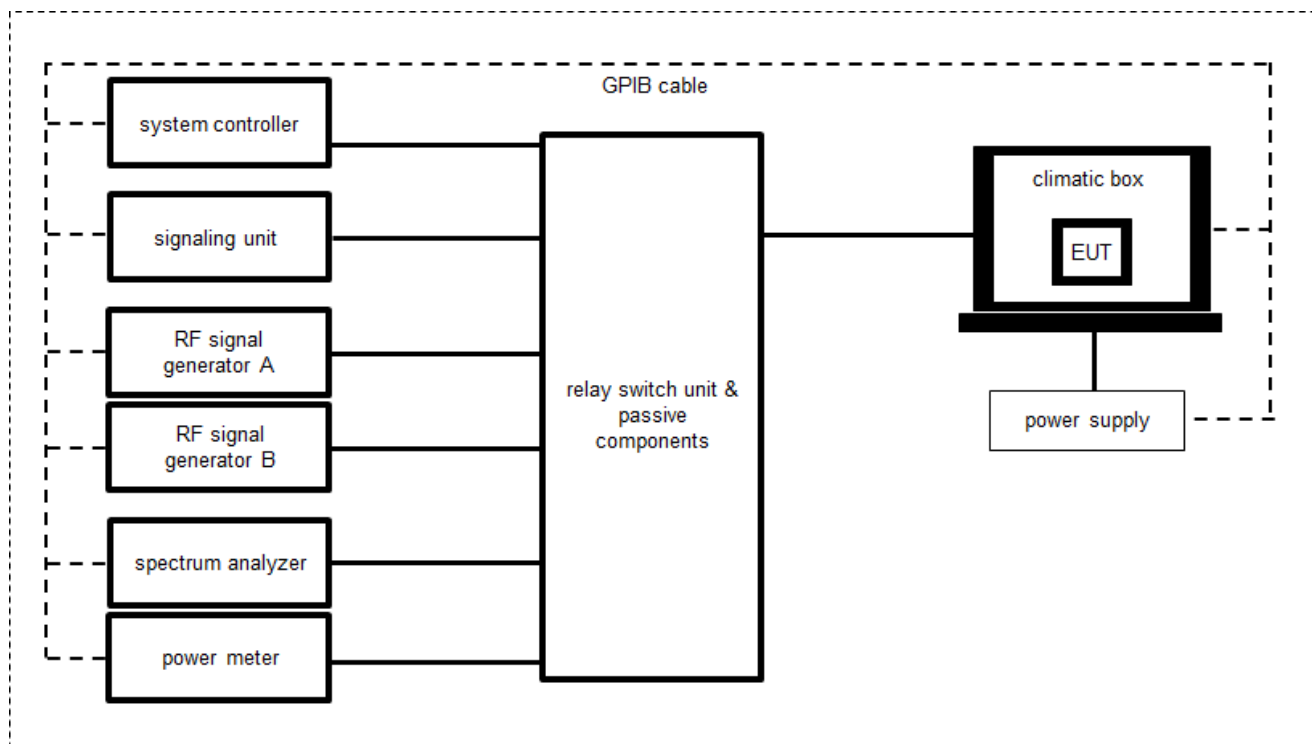 GPIB cable
system controller
signaling unit
RF signal
generator A
RF signal
generator B
spectrum analyzer
power meter
relay switch unit &
passive
components
climatic box
EUT
power supply